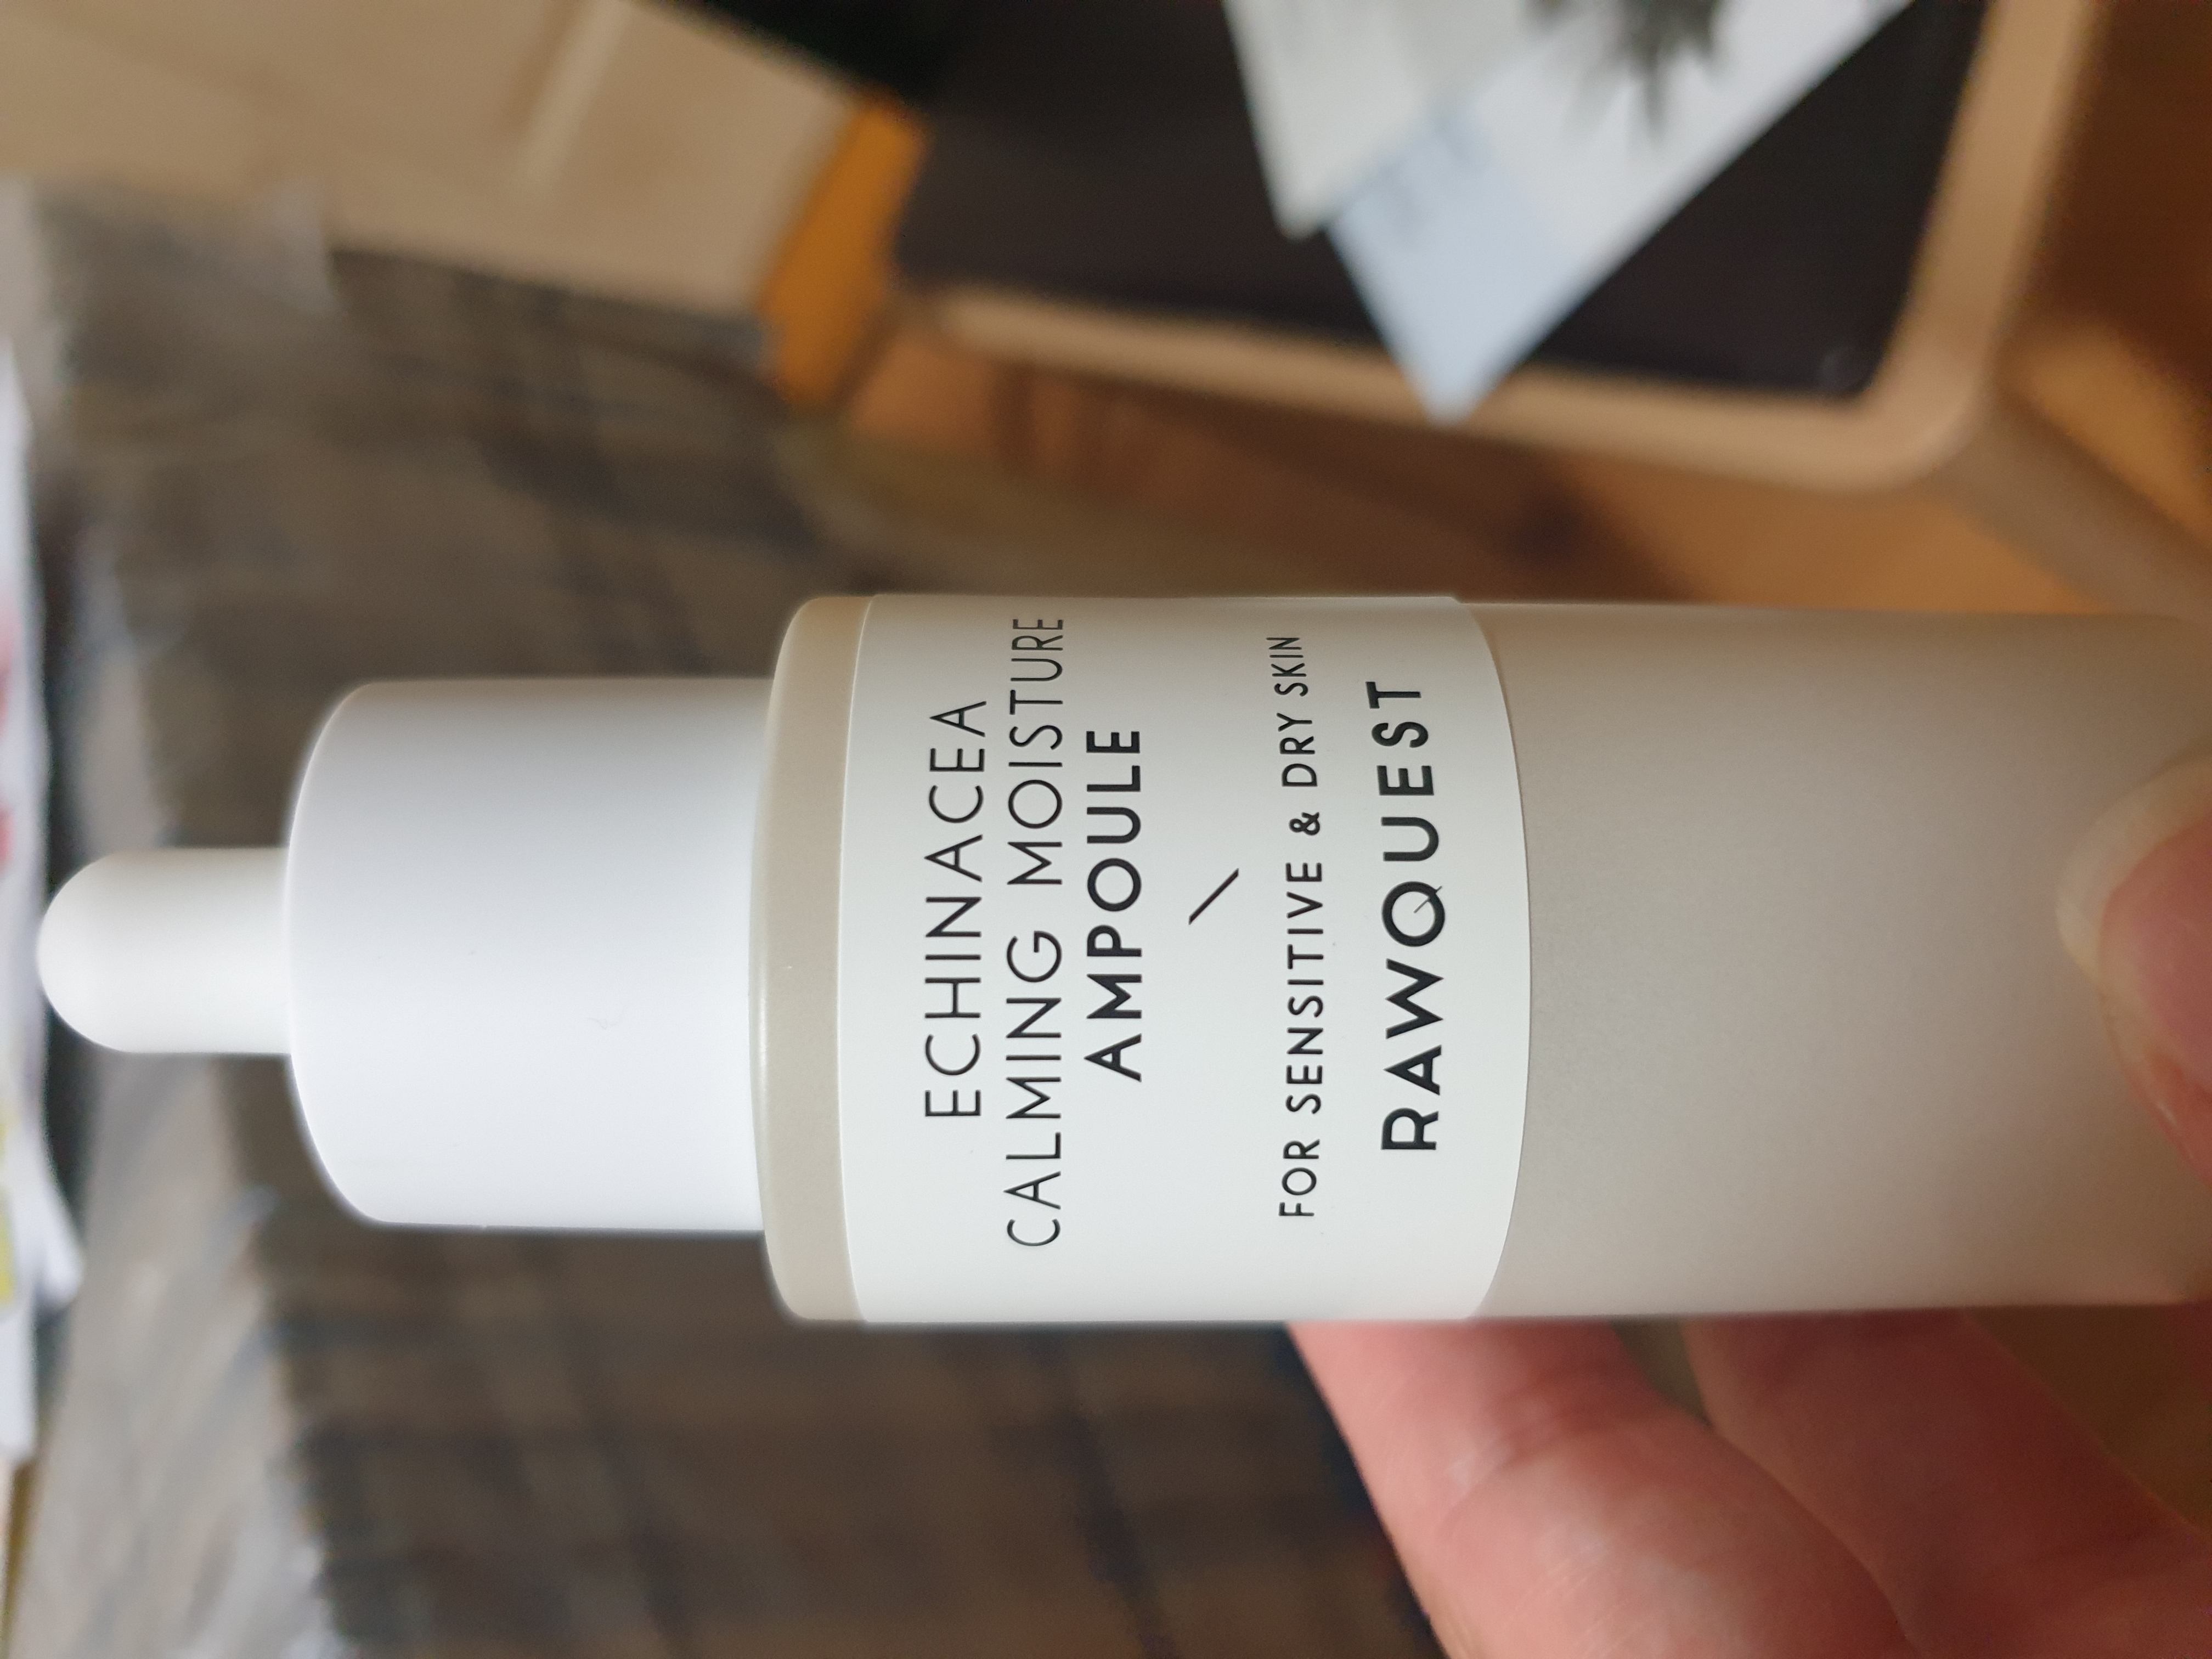 ECHINACEA
CALMING MOISTURE
AMPOULE
FOR SENSITIVE & DRY SKIN
RAWQUEST